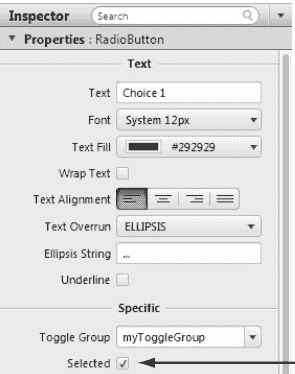 Inspector Search
Properties : RadioButton
Text
Text Choice 1
Font System 12px
Text Fill #292929
Wrap Text
Text Alignment
Text Overrun ELLIPSIS
Ellipsis String ...
Underline
Specific
Toggle Group myToggleGroup
Selected